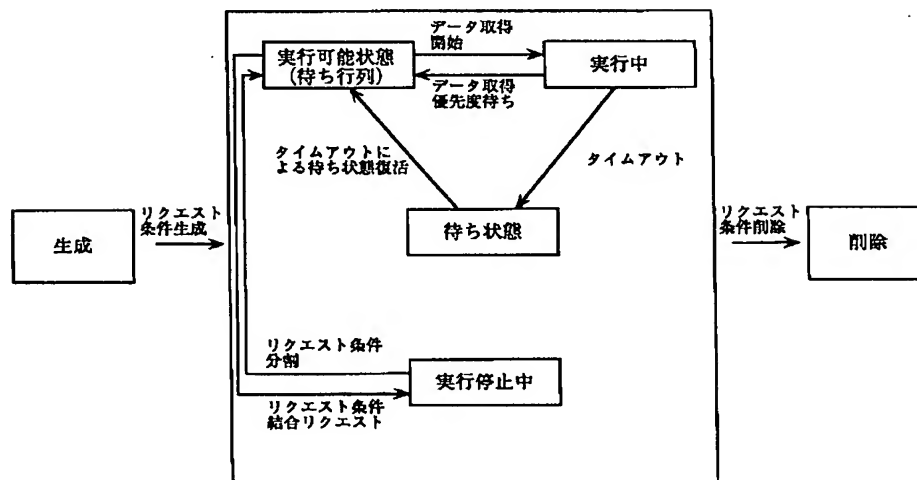 データ取得
開始
実行可能状態
(待ち行列)
実行中
データ取得
優先度待ち
タイムアウトに
よる待ち状態復活
タイムアウト
リクエスト
条件生成
生成
待ち状態
リクエスト
条件削除
削除
リクエスト条件
分割
実行停止中
リクエスト条件
結合リクエスト